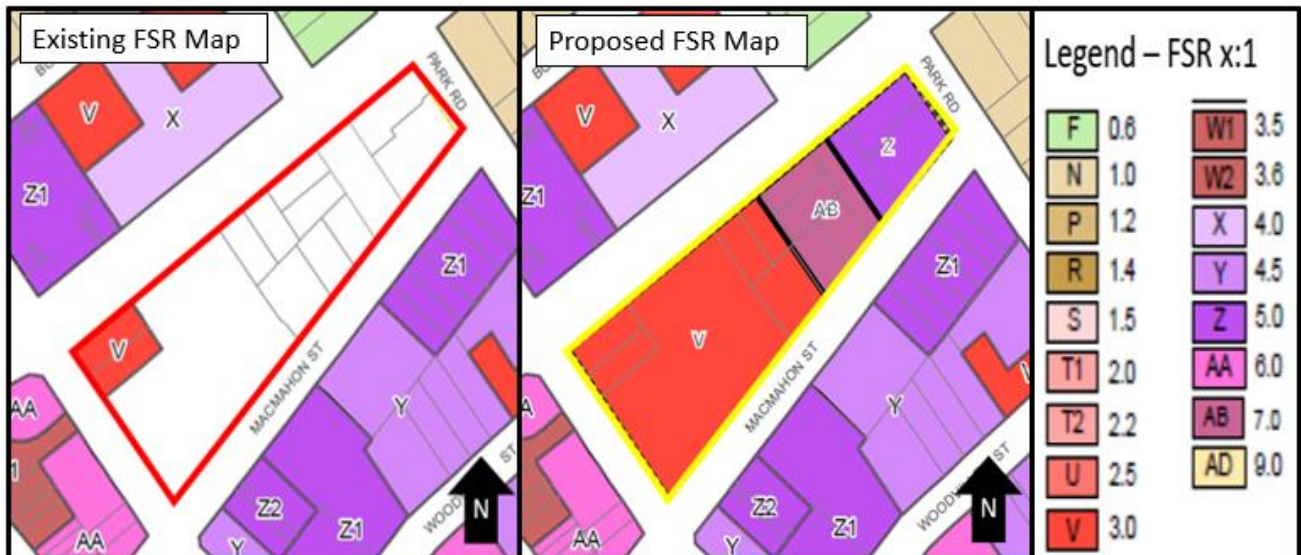 Existing FSR Map
PARK RD
V
X
Z1
V
Z1
MACMAHON ST
Y
AA
AA
Z2
Z1
Y
ST
N
Proposed FSR Map
PARK RD
V
X
Z1
Z
AB
V
Z1
MACMAHON ST
Y
Z2
Z1
Y
AA
ST
N
Legend – FSR x:1
F 0.6
N 1.0
P 1.2
R 1.4
S 1.5
T1 2.0
T2 2.2
U 2.5
V 3.0
W1 3.5
W2 3.6
X 4.0
Y 4.5
Z 5.0
AA 6.0
AB 7.0
AD 9.0